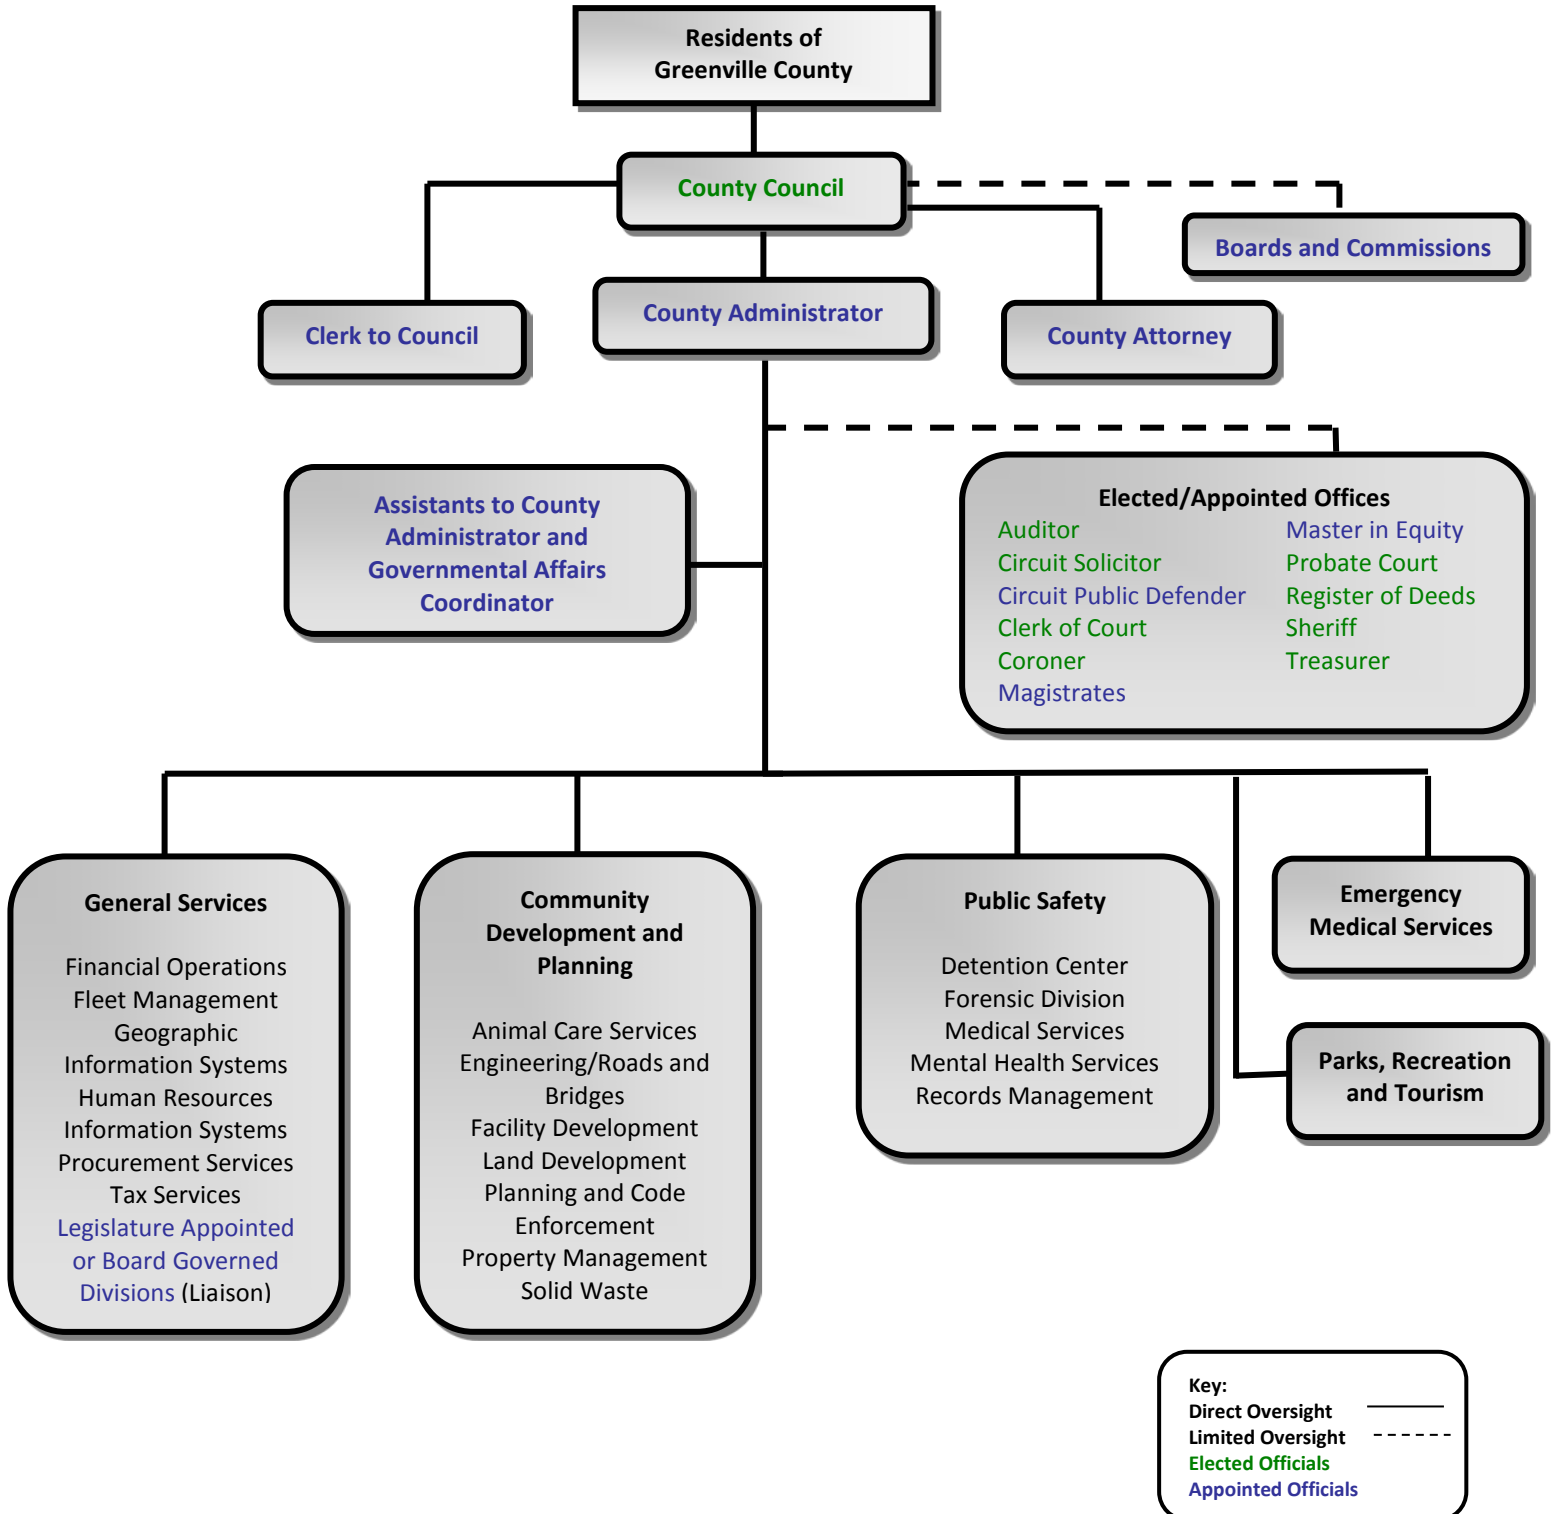 Residents of
Greenville County
County Council
Boards and Commissions
Clerk to Council
County Administrator
County Attorney
Assistants to County
Administrator and
Governmental Affairs
Coordinator
Elected/Appointed Offices
Auditor
Circuit Solicitor
Circuit Public Defender
Clerk of Court
Coroner
Magistrates
Master in Equity
Probate Court
Register of Deeds
Sheriff
Treasurer
General Services
Financial Operations
Fleet Management
Geographic
Information Systems
Human Resources
Information Systems
Procurement Services
Tax Services
Legislature Appointed
or Board Governed
Divisions (Liaison)
Community
Development and
Planning
Animal Care Services
Engineering/Roads and
Bridges
Facility Development
Land Development
Planning and Code
Enforcement
Property Management
Solid Waste
Public Safety
Detention Center
Forensic Division
Medical Services
Mental Health Services
Records Management
Emergency
Medical Services
Parks, Recreation
and Tourism
Key:
Direct Oversight
Limited Oversight
Elected Officials
Appointed Officials